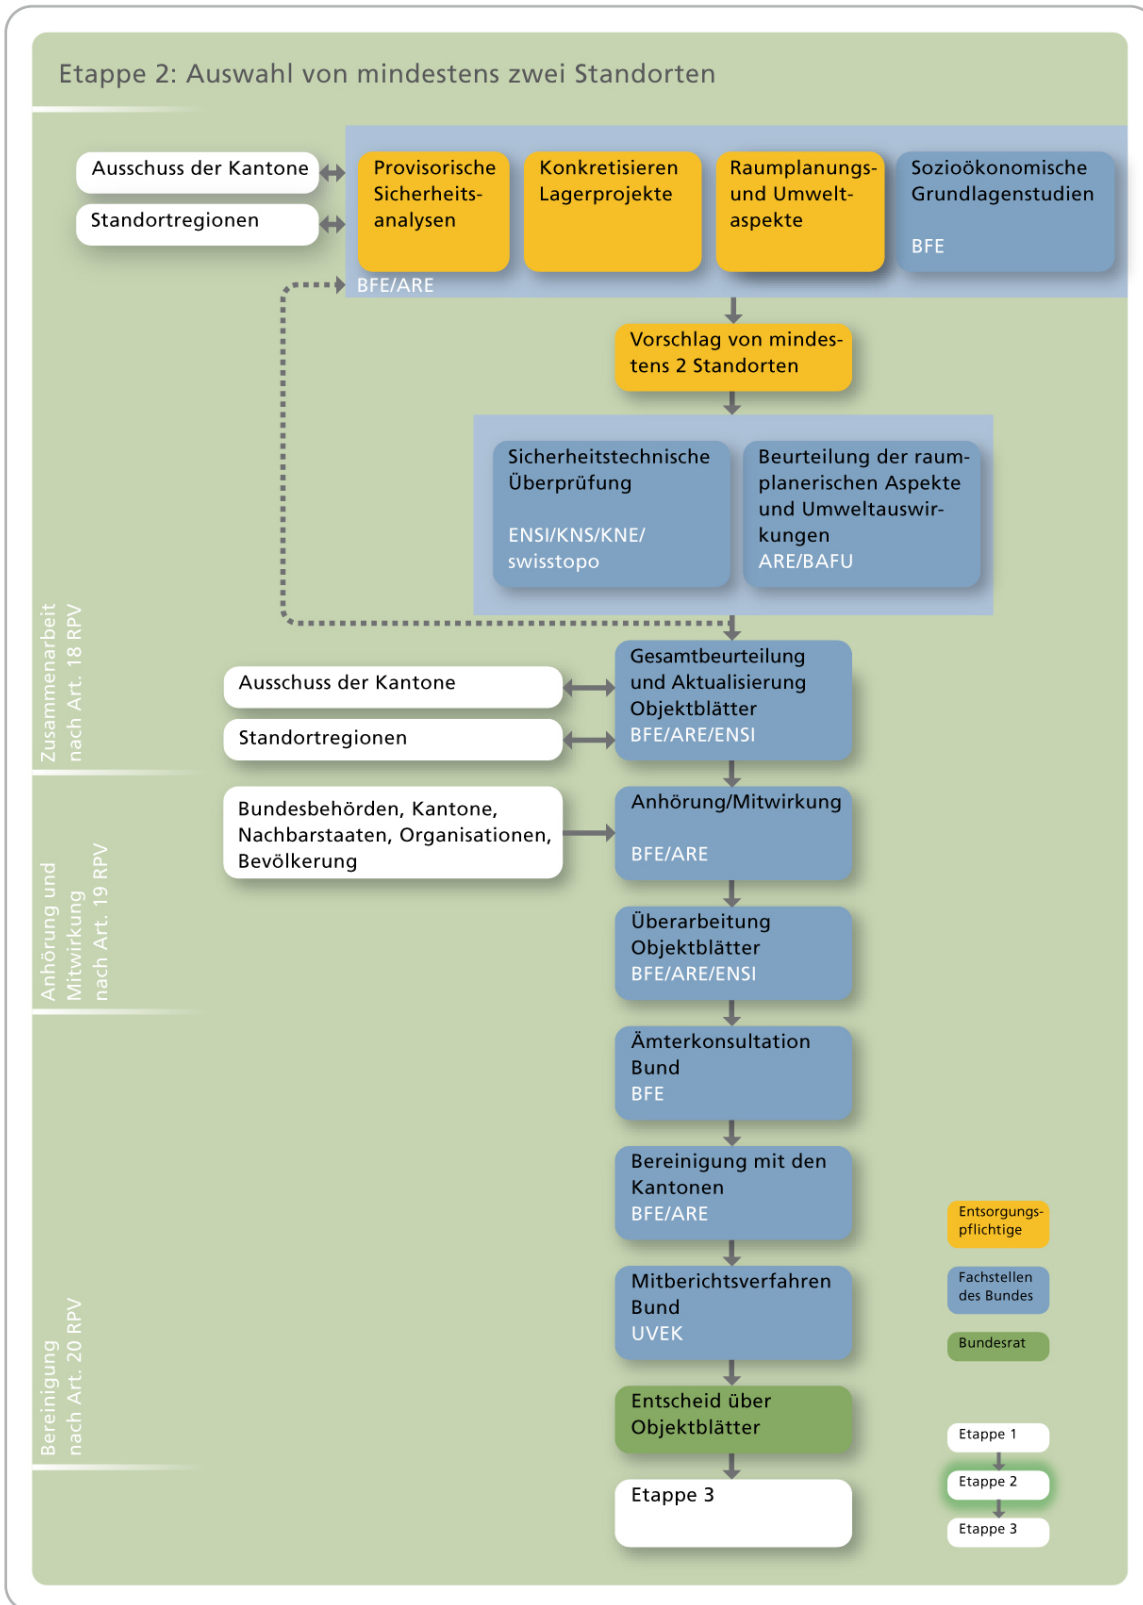 Etappe 2: Auswahl von mindestens zwei Standorten
Ausschuss der Kantone
Standortregionen
Provisorische
Sicherheits-
analysen
Konkretisieren
Lagerprojekte
Raumplanungs-
und Umwelt-
aspekte
Sozioökonomische
Grundlagenstudien
BFE
BFE/ARE
Vorschlag von mindes-
tens 2 Standorten
Sicherheitstechnische
Überprüfung
ENSI/KNS/KNE/
swisstopo
Beurteilung der raum-
planerischen Aspekte
und Umweltauswir-
kungen
ARE/BAFU
Zusammenarbeit
nach Art. 18 RPV
Ausschuss der Kantone
Standortregionen
Gesamtbeurteilung
und Aktualisierung
Objektblätter
BFE/ARE/ENSI
Anhörung und
Mitwirkung
nach Art. 19 RPV
Bundesbehörden, Kantone,
Nachbarstaaten, Organisationen,
Bevölkerung
Anhörung/Mitwirkung
BFE/ARE
Überarbeitung
Objektblätter
BFE/ARE/ENSI
Bereinigung
nach Art. 20 RPV
Ämterkonsultation
Bund
BFE
Bereinigung mit den
Kantonen
BFE/ARE
Mitberichtsverfahren
Bund
UVEK
Entscheid über
Objektblätter
Etappe 3
Entsorgungs-
pflichtige
Fachstellen
des Bundes
Bundesrat
Etappe 1
Etappe 2
Etappe 3